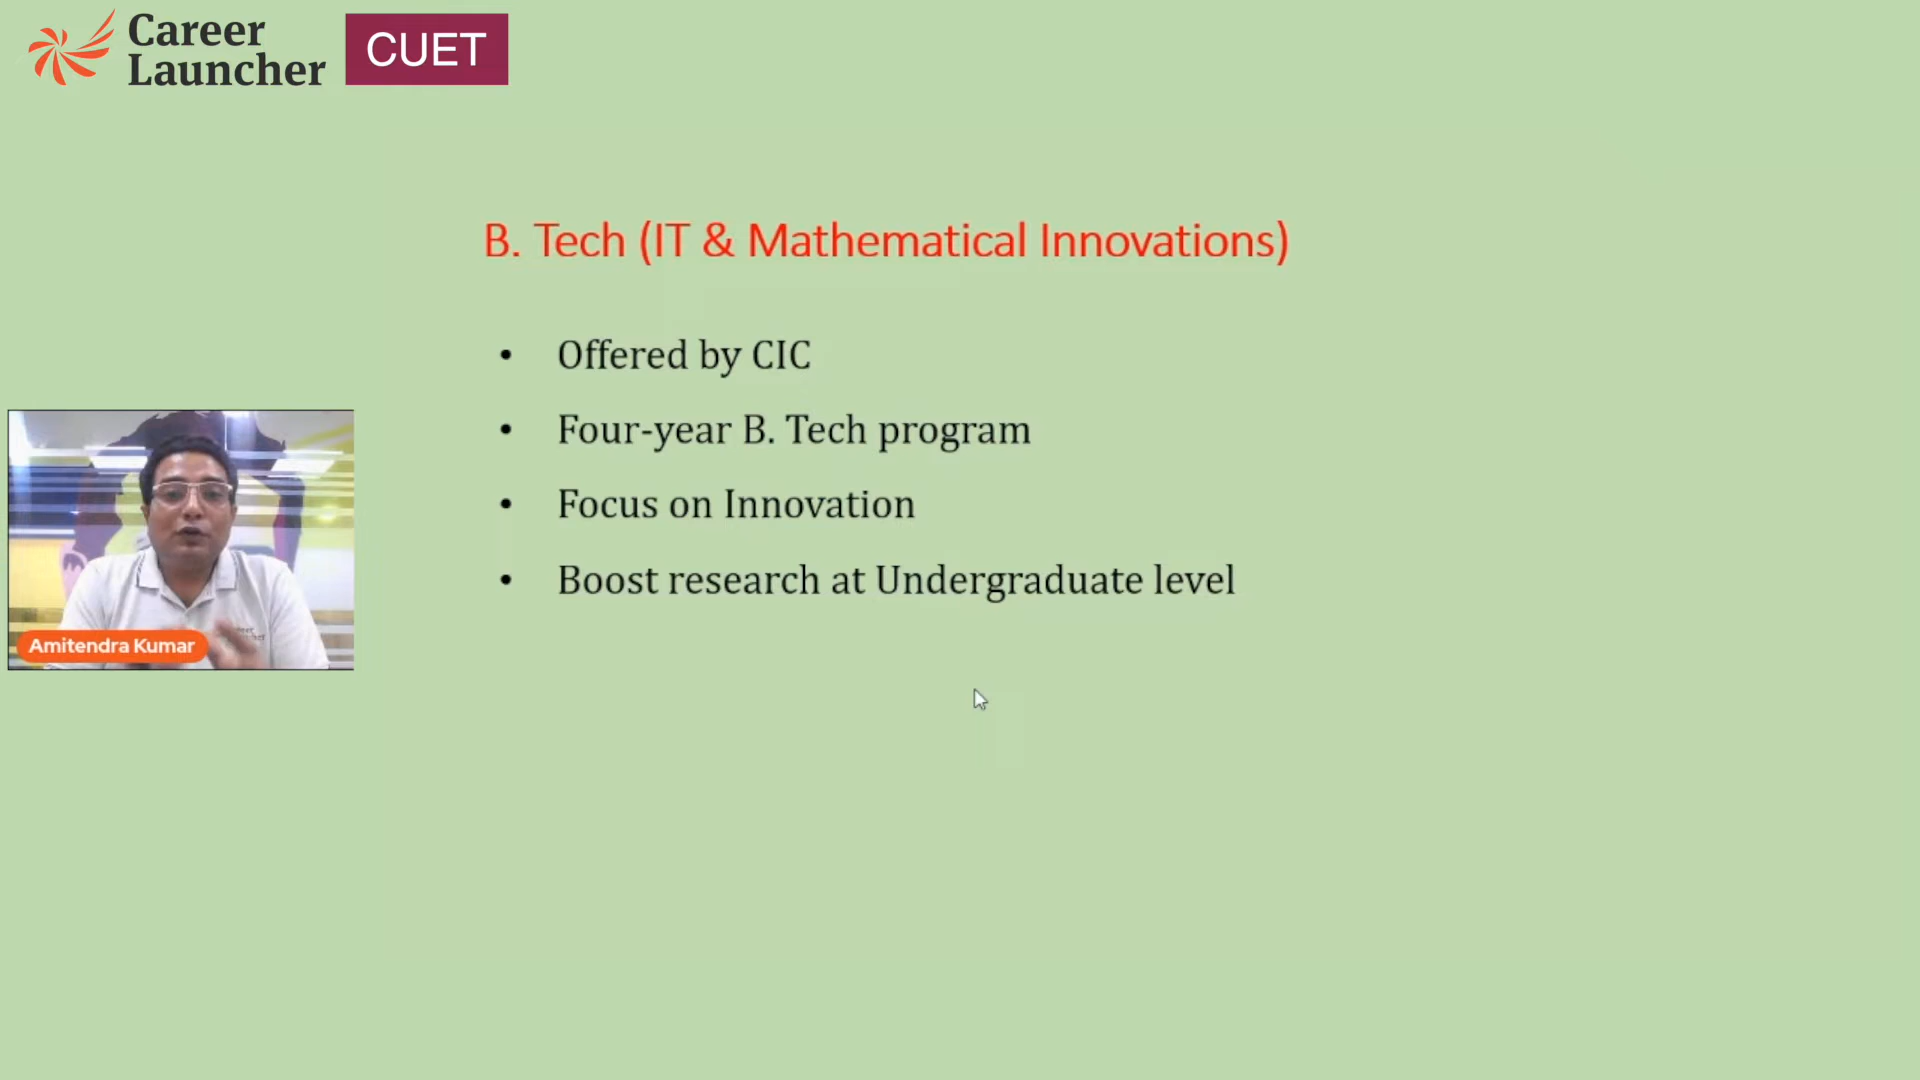 Career
Launcher
CUET
B. Tech (IT & Mathematical Innovations)
• Offered by CIC
• Four-year B. Tech program
• Focus on Innovation
• Boost research at Undergraduate level
Amitendra Kumar